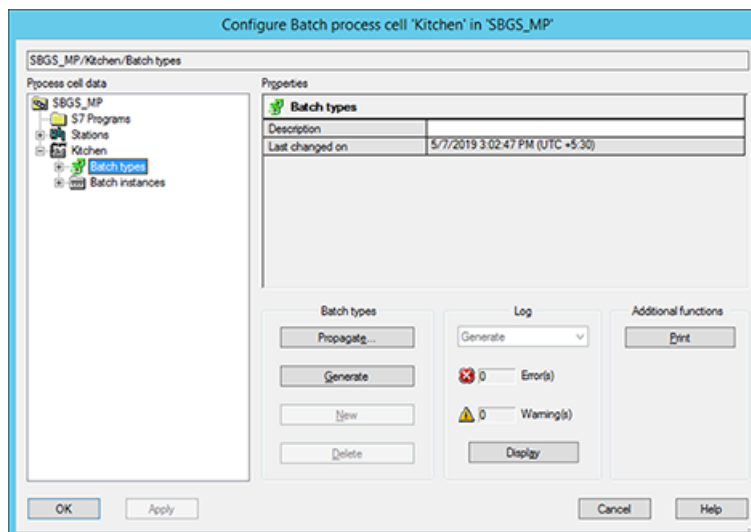 Configure Batch process cell 'Kitchen' in 'SBGS_MP'
SBGS_MP/Kitchen/Batch types
Process cell data
Properties
SBGS_MP
S7 Programs
Stations
Kitchen
Batch types
Batch instances
Batch types
Description
Last changed on 5/7/2019 3:02:47 PM (UTC +5:30)
Batch types
Log
Additional functions
Propagate...
Generate
Print
Generate
0 Error(s)
New
0 Warning(s)
Delete
Display
OK
Apply
Cancel
Help